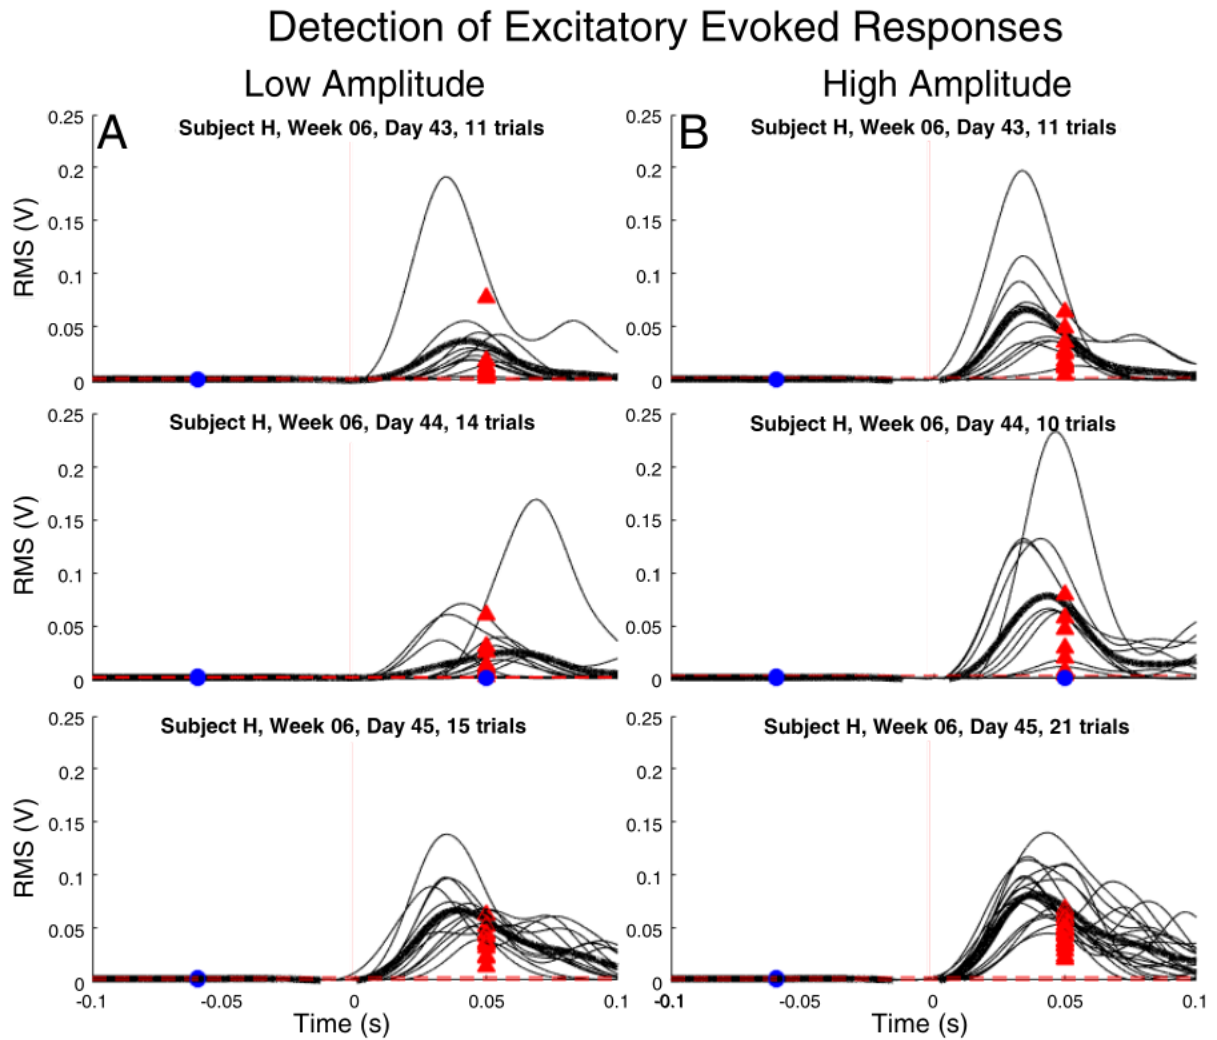 Detection of Excitatory Evoked Responses
Low Amplitude
High Amplitude
A
Subject H, Week 06, Day 43, 11 trials
RMS (V)
0.25
0.2
0.15
0.1
0.05
0
B
Subject H, Week 06, Day 43, 11 trials
0.25
0.2
0.15
0.1
0.05
0
Subject H, Week 06, Day 44, 14 trials
RMS (V)
0.25
0.2
0.15
0.1
0.05
0
Subject H, Week 06, Day 44, 10 trials
0.25
0.2
0.15
0.1
0.05
0
Subject H, Week 06, Day 45, 15 trials
RMS (V)
0.25
0.2
0.15
0.1
0.05
0
-0.1 -0.05 0 0.05 0.1
Time (s)
Subject H, Week 06, Day 45, 21 trials
0.25
0.2
0.15
0.1
0.05
0
-0.1 -0.05 0 0.05 0.1
Time (s)